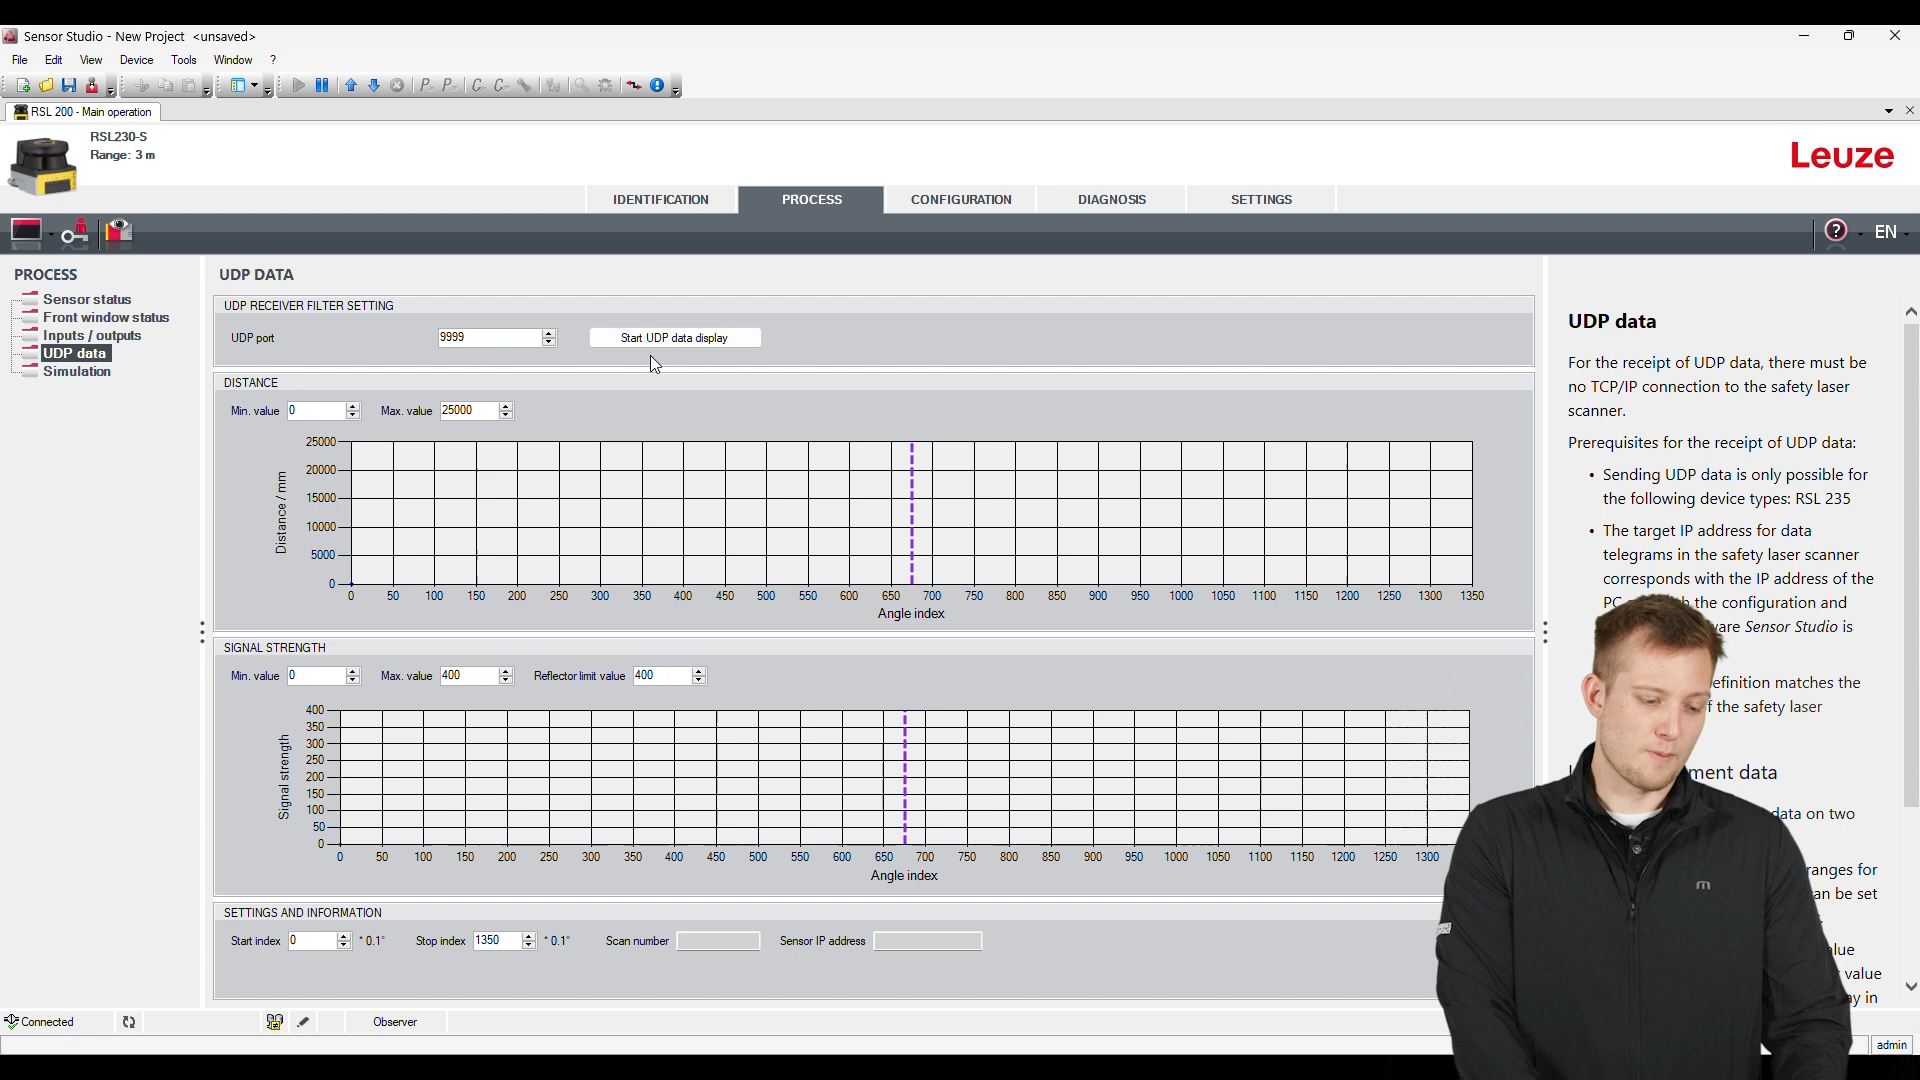 Sensor Studio - New Project <unsaved>
File Edit View Device Tools Window ?
RSL 200 - Main operation
RSL230-S
Range: 3 m
Leuze
IDENTIFICATION PROCESS CONFIGURATION DIAGNOSIS SETTINGS
? EN
PROCESS
Sensor status
Front window status
Inputs / outputs
UDP data
Simulation
UDP DATA
UDP RECEIVER FILTER SETTING
UDP port 9999 Start UDP data display
DISTANCE
Min. value 0 Max. value 25000
25000
20000
15000
10000
5000
0
Distance / mm
0 50 100 150 200 250 300 350 400 450 500 550 600 650 700 750 800 850 900 950 1000 1050 1100 1150 1200 1250 1300 1350
Angle index
SIGNAL STRENGTH
Min. value 0 Max. value 400 Reflector limit value 400
400
350
300
250
200
150
100
50
0
Signal strength
0 50 100 150 200 250 300 350 400 450 500 550 600 650 700 750 800 850 900 950 1000 1050 1100 1150 1200 1250 1300
Angle index
SETTINGS AND INFORMATION
Start index 0 * 0.1° Stop index 1350 * 0.1° Scan number Sensor IP address
UDP data
For the receipt of UDP data, there must be
no TCP/IP connection to the safety laser
scanner.
Prerequisites for the receipt of UDP data:
• Sending UDP data is only possible for
the following device types: RSL 235
• The target IP address for data
telegrams in the safety laser scanner
corresponds with the IP address of the
PC the configuration and
Sensor Studio is
matches the
the safety laser
data
data on two
ranges for
be set
value
in
Connected Observer
admin